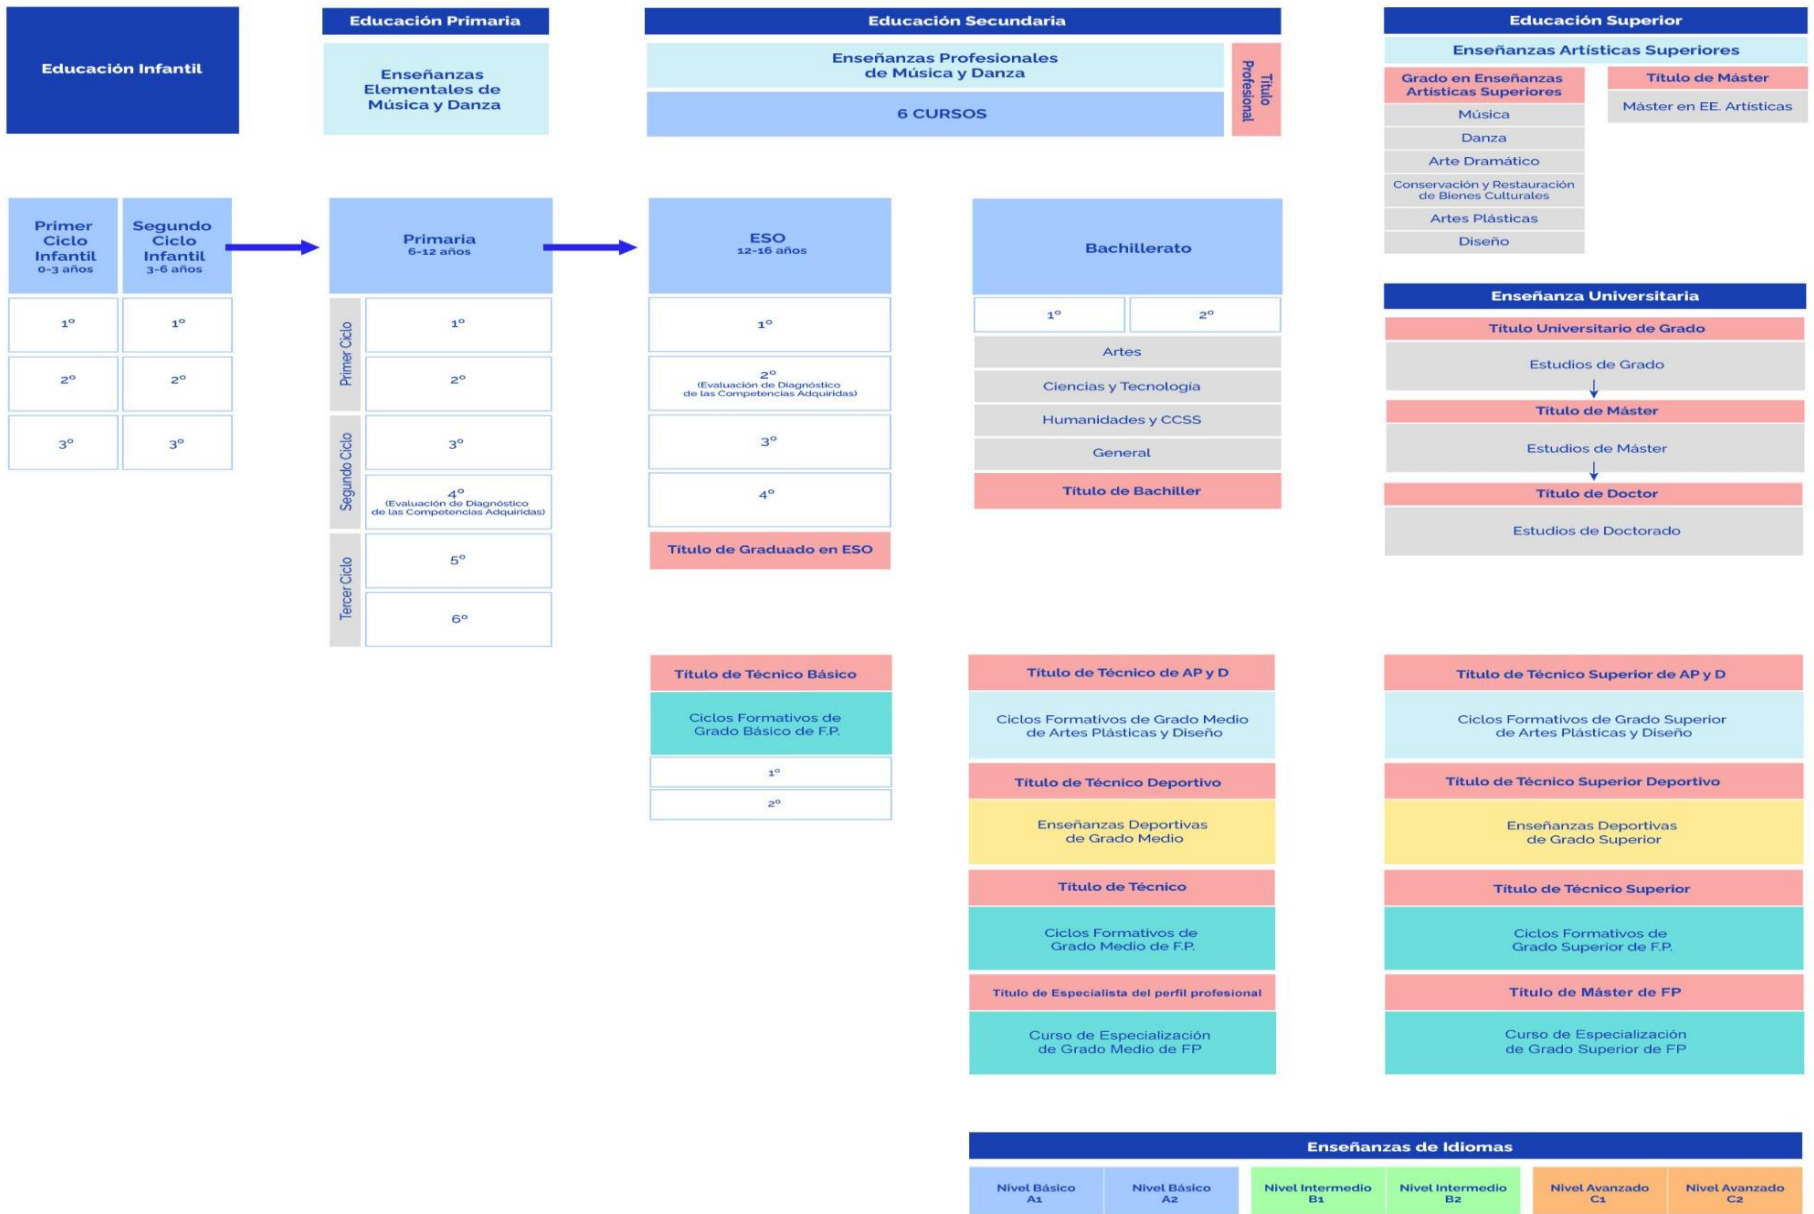 Educación Infantil
Educación Primaria
Enseñanzas
Elementales de
Música y Danza
Educación Secundaria
Enseñanzas Profesionales
de Música y Danza
6 CURSOS
Título
Profesional
Educación Superior
Enseñanzas Artísticas Superiores
Grado en Enseñanzas
Artísticas Superiores
Música
Danza
Arte Dramático
Conservación y Restauración
de Bienes Culturales
Artes Plásticas
Diseño
Título de Máster
Máster en EE. Artísticas
Primer
Ciclo
Infantil
0-3 años
1º
2º
3º
Segundo
Ciclo
Infantil
3-6 años
1º
2º
3º
Primaria
6-12 años
Primer Ciclo
1º
2º
Segundo Ciclo
3º
4º
(Evaluación de Diagnóstico
de las Competencias Adquiridas)
Tercer Ciclo
5º
6º
ESO
12-16 años
1º
2º
(Evaluación de Diagnóstico
de las Competencias Adquiridas)
3º
4º
Título de Graduado en ESO
Bachillerato
1º
2º
Artes
Ciencias y Tecnología
Humanidades y CCSS
General
Título de Bachiller
Enseñanza Universitaria
Título Universitario de Grado
Estudios de Grado
Título de Máster
Estudios de Máster
Título de Doctor
Estudios de Doctorado
Título de Técnico Básico
Ciclos Formativos de
Grado Básico de F.P.
1º
2º
Título de Técnico de AP y D
Ciclos Formativos de Grado Medio
de Artes Plásticas y Diseño
Título de Técnico Deportivo
Enseñanzas Deportivas
de Grado Medio
Título de Técnico
Ciclos Formativos de
Grado Medio de F.P.
Título de Especialista del perfil profesional
Curso de Especialización
de Grado Medio de FP
Título de Técnico Superior de AP y D
Ciclos Formativos de Grado Superior
de Artes Plásticas y Diseño
Título de Técnico Superior Deportivo
Enseñanzas Deportivas
de Grado Superior
Título de Técnico Superior
Ciclos Formativos de
Grado Superior de F.P.
Título de Máster de FP
Curso de Especialización
de Grado Superior de FP
Enseñanzas de Idiomas
Nivel Básico
A1
Nivel Básico
A2
Nivel Intermedio
B1
Nivel Intermedio
B2
Nivel Avanzado
C1
Nivel Avanzado
C2